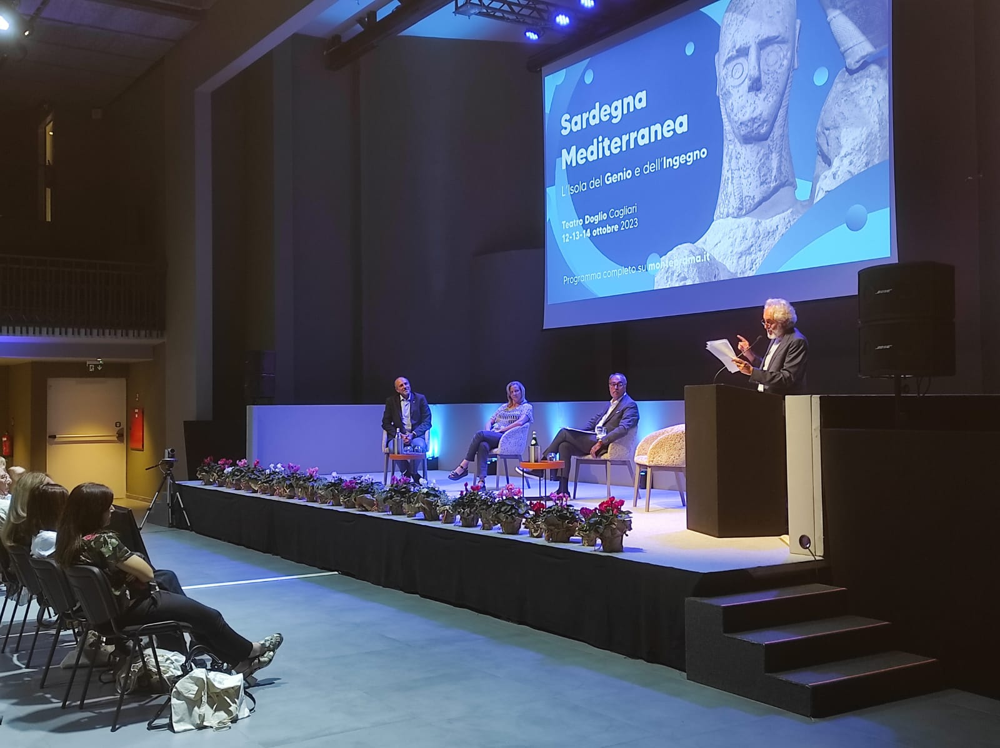 Sardegna
Mediterranea
L'Isola del Genio e dell'Ingegno
Teatro Doglio Cagliari
12-13-14 ottobre 2023
Programma completo su monteprama.it
BOSE
BOSE